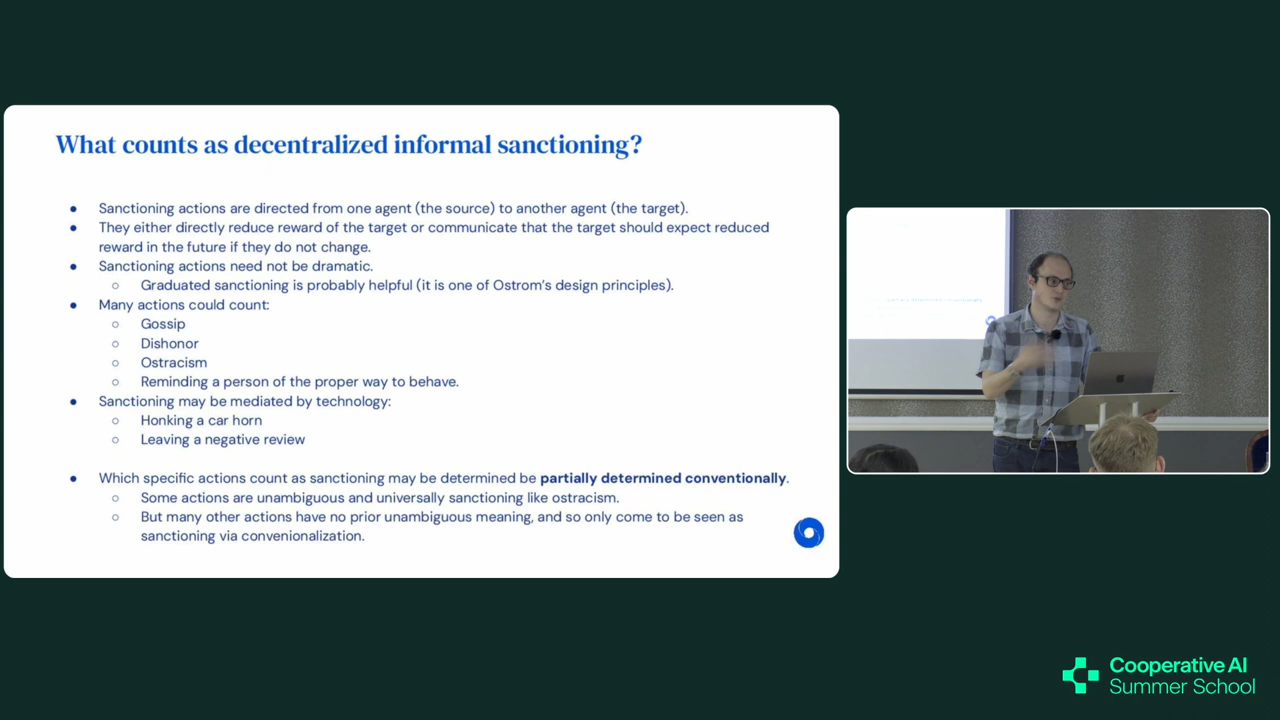 What counts as decentralized informal sanctioning?
● Sanctioning actions are directed from one agent (the source) to another agent (the target).
● They either directly reduce reward of the target or communicate that the target should expect reduced
reward in the future if they do not change.
● Sanctioning actions need not be dramatic.
○ Graduated sanctioning is probably helpful (it is one of Ostrom's design principles).
● Many actions could count:
○ Gossip
○ Dishonor
○ Ostracism
○ Reminding a person of the proper way to behave.
● Sanctioning may be mediated by technology:
○ Honking a car horn
○ Leaving a negative review
● Which specific actions count as sanctioning may be determined be partially determined conventionally.
○ Some actions are unambiguous and universally sanctioning like ostracism.
○ But many other actions have no prior unambiguous meaning, and so only come to be seen as
sanctioning via convenionalization.
Cooperative AI
Summer School